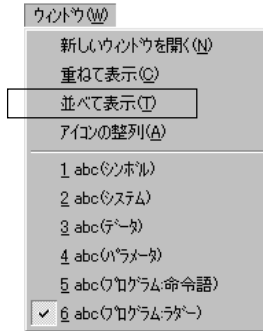 ｳｨﾝﾄﾞｳ(W)
新しいｳｨﾝﾄﾞｳを開く(N)
重ねて表示(C)
並べて表示(T)
ｱｲｺﾝの整列(A)
1 abc(ｼﾝﾎﾞﾙ)
2 abc(ｼｽﾃﾑ)
3 abc(ﾃﾞｰﾀ)
4 abc(ﾊﾟﾗﾒｰﾀ)
5 abc(ﾌﾟﾛｸﾞﾗﾑ:命令語)
6 abc(ﾌﾟﾛｸﾞﾗﾑ:ﾗﾀﾞｰ)